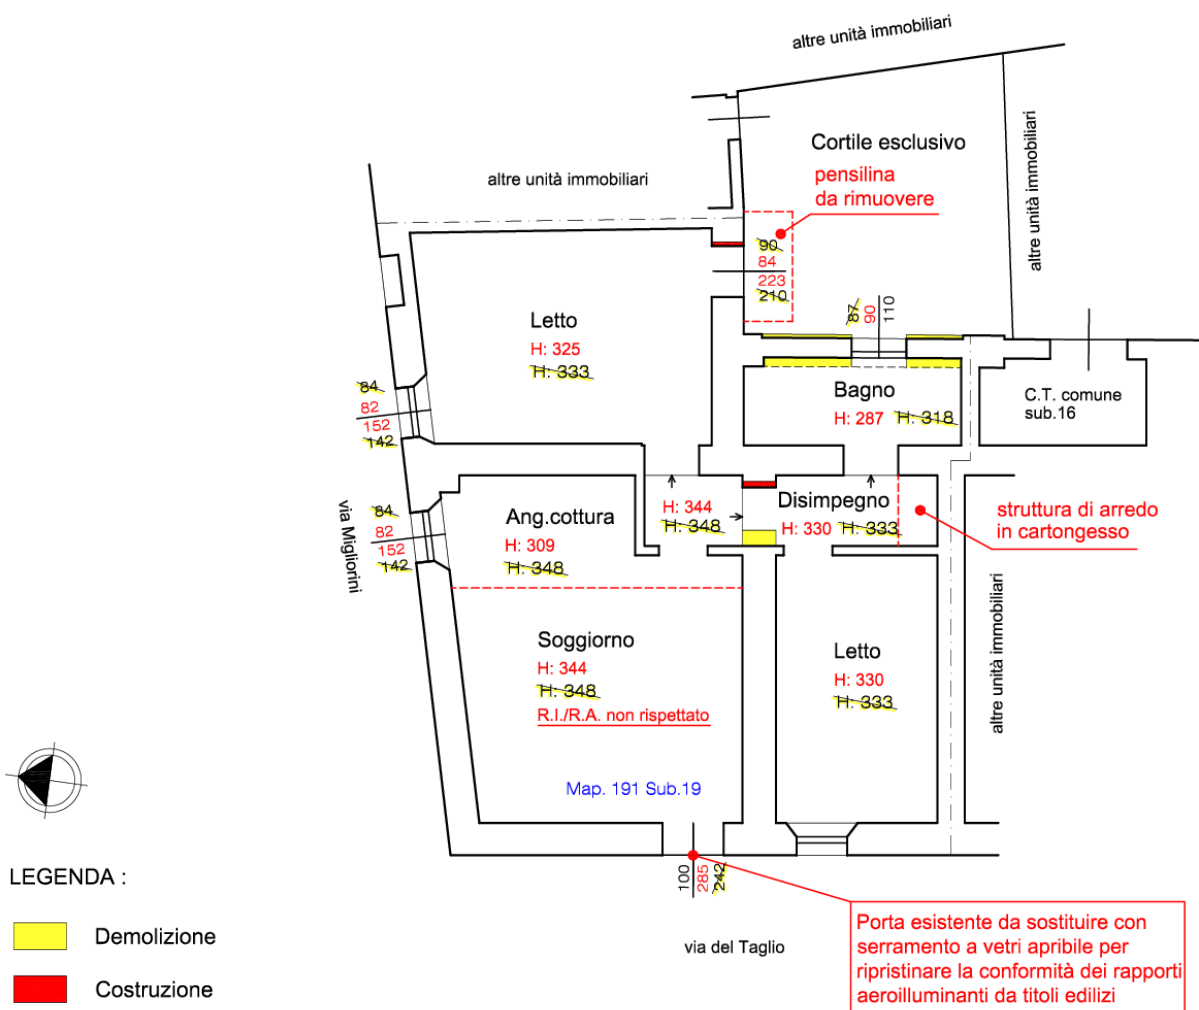 altre unità immobiliari
Cortile esclusivo
pensilina
da rimuovere
altre unità immobiliari
altre unità immobiliari
90
84
223
210
87
90
110
Letto
H: 325
H: 333
84
82
152
142
Bagno
H: 287 H: 318
C.T. comune
sub.16
via Migliorini
84
82
152
142
Ang.cottura
H: 309
H: 348
H: 344
H: 348
Disimpegno
H: 330 H: 333
struttura di arredo
in cartongesso
Soggiorno
H: 344
H: 348
R.I./R.A. non rispettato
Letto
H: 330
H: 333
altre unità immobiliari
Map. 191 Sub.19
100
285
242
LEGENDA :
Demolizione
Costruzione
via del Taglio
Porta esistente da sostituire con
serramento a vetri apribile per
ripristinare la conformità dei rapporti
aeroilluminanti da titoli edilizi